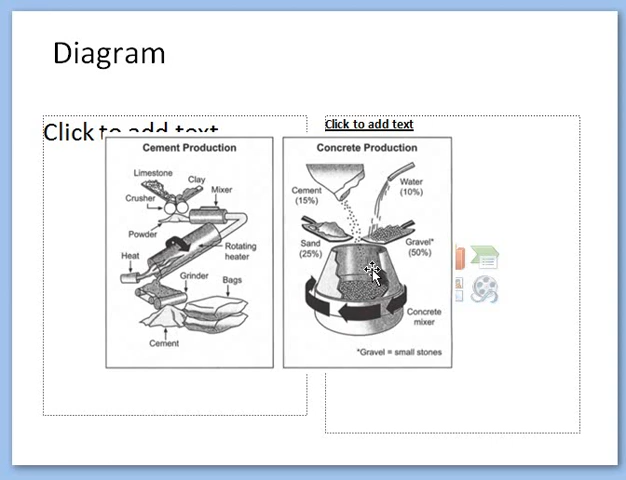 Diagram
Click to add text
Click to add text
Cement Production
Limestone
Clay
Mixer
Crusher
Powder
Rotating
heater
Heat
Grinder
Bags
Cement
Concrete Production
Cement
(15%)
Water
(10%)
Sand
(25%)
Gravel*
(50%)
Concrete
mixer
*Gravel = small stones